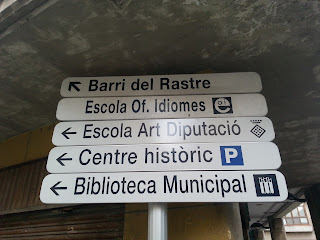 Barri del Rastre
Escola Of. Idiomes
Escola Art Diputació
Centre històric P
Biblioteca Municipal